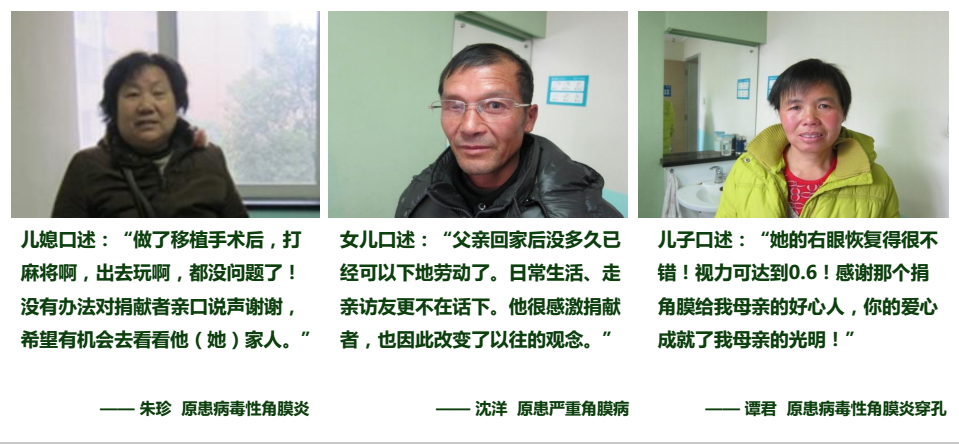 儿媳口述：“做了移植手术后，打
麻将啊，出去玩啊，都没问题了！
没有办法对捐献者亲口说声谢谢，
希望有机会去看看他（她）家人。”
—— 朱珍 原患病毒性角膜炎
女儿口述：“父亲回家后没多久已
经可以下地劳动了。日常生活、走
亲访友更不在话下。他很感激捐献
者，也因此改变了以往的观念。”
—— 沈洋 原患严重角膜病
儿子口述：“她的右眼恢复得很不
错！视力可达到0.6！感谢那个捐
角膜给我母亲的好心人，你的爱心
成就了我母亲的光明！”
—— 谭君 原患病毒性角膜炎穿孔